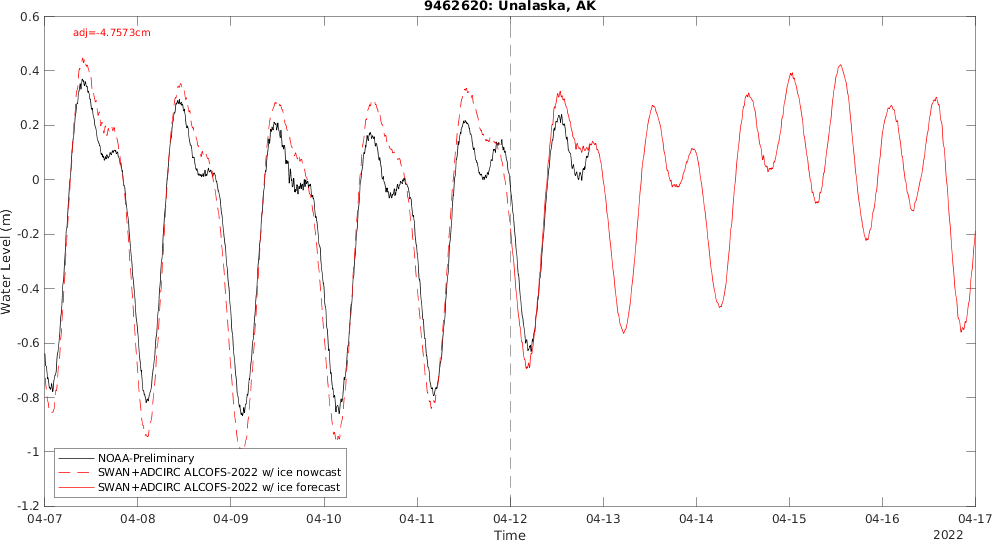 9462620: Unalaska, AK
adj=-4.7573cm
0.6
0.4
0.2
0
-0.2
-0.4
-0.6
-0.8
-1
-1.2
Water Level (m)
NOAA-Preliminary
SWAN+ADCIRC ALCOFS-2022 w/ ice nowcast
SWAN+ADCIRC ALCOFS-2022 w/ ice forecast
04-07 04-08 04-09 04-10 04-11 04-12 04-13 04-14 04-15 04-16 04-17
Time
2022